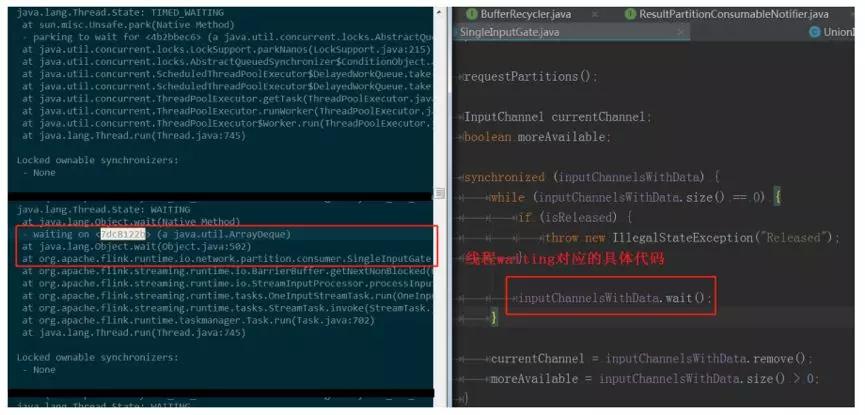 java.lang.Thread.State: TIMED_WAITING
at sun.misc.Unsafe.park(Native Method)
- parking to wait for <4b2bbec6> (a java.util.concurrent.locks.AbstractQueu
at java.util.concurrent.locks.LockSupport.parkNanos(LockSupport.java:215)
at java.util.concurrent.locks.AbstractQueuedSynchronizer$ConditionObject.a
at java.util.concurrent.ScheduledThreadPoolExecutor$DelayedWorkQueue.take
at java.util.concurrent.ScheduledThreadPoolExecutor$DelayedWorkQueue.take
at java.util.concurrent.ThreadPoolExecutor.getTask(ThreadPoolExecutor.java
at java.util.concurrent.ThreadPoolExecutor.runWorker(ThreadPoolExecutor.ja
at java.util.concurrent.ThreadPoolExecutor$Worker.run(ThreadPoolExecutor.j
at java.lang.Thread.run(Thread.java:745)
Locked ownable synchronizers:
- None
java.lang.Thread.State: WAITING
at java.lang.Object.wait(Native Method)
- waiting on <7dc8122b> (a java.util.ArrayDeque)
at java.lang.Object.wait(Object.java:502)
at org.apache.flink.runtime.io.network.partition.consumer.SingleInputGate
at org.apache.flink.streaming.runtime.io.BarrierBuffer.getNextNonBlocked(
at org.apache.flink.streaming.runtime.io.StreamInputProcessor.processInpu
at org.apache.flink.streaming.runtime.tasks.OneInputStreamTask.run(OneInp
at org.apache.flink.streaming.runtime.tasks.StreamTask.invoke(StreamTask.
at org.apache.flink.runtime.taskmanager.Task.run(Task.java:702)
at java.lang.Thread.run(Thread.java:745)
Locked ownable synchronizers:
- None
java.lang.Thread.State: WAITING
BufferRecycler.java
ResultPartitionConsumableNotifier.java
SingleInputGate.java
UnionI
requestPartitions();
InputChannel currentChannel;
boolean moreAvailable;
synchronized (inputChannelsWithData) {
while (inputChannelsWithData.size() == 0) {
if (isReleased) {
throw new IllegalStateException("Released");
线程waiting对应的具体代码
inputChannelsWithData.wait();
}
currentChannel = inputChannelsWithData.remove();
moreAvailable = inputChannelsWithData.size() > 0;
}